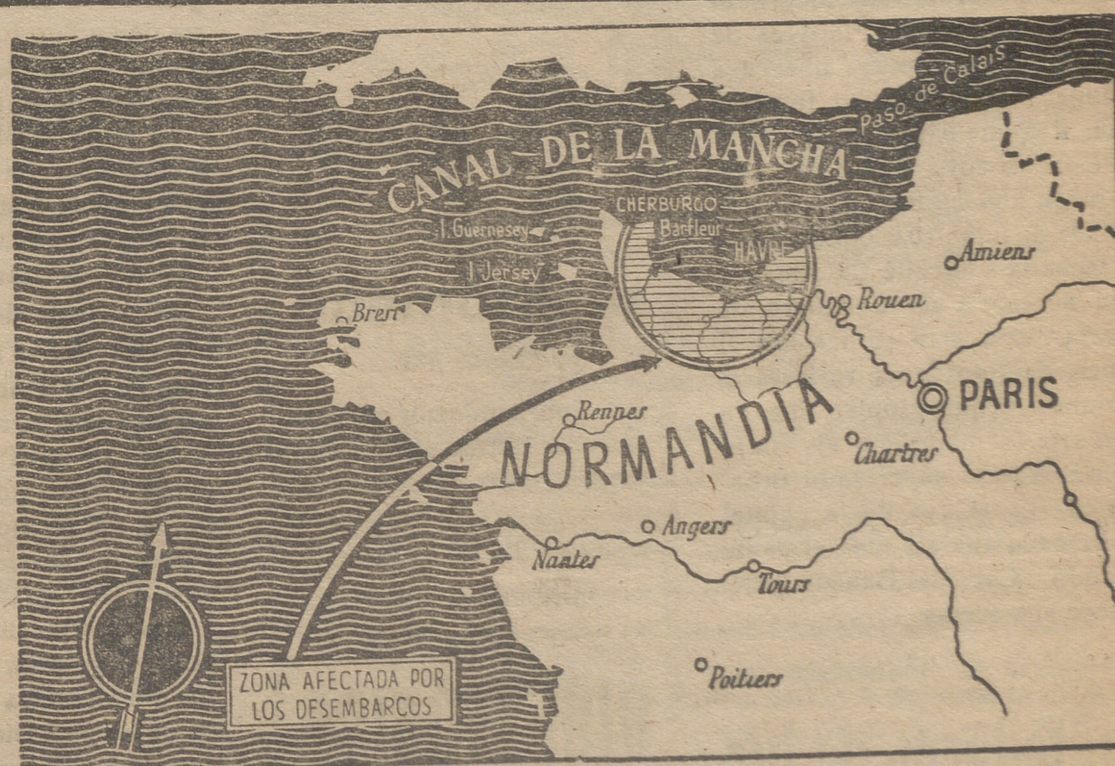 Paso de Calais
CANAL DE LA MANCHA
CHERBURGO
I. Guernesey
Barfleur
HAVRE
Amiens
I. Jersey
Rouen
Brest
PARIS
Rennes
NORMANDIA
Chartres
Angers
Nantes
Tours
ZONA AFECTADA POR
LOS DESEMBARCOS
Poitiers